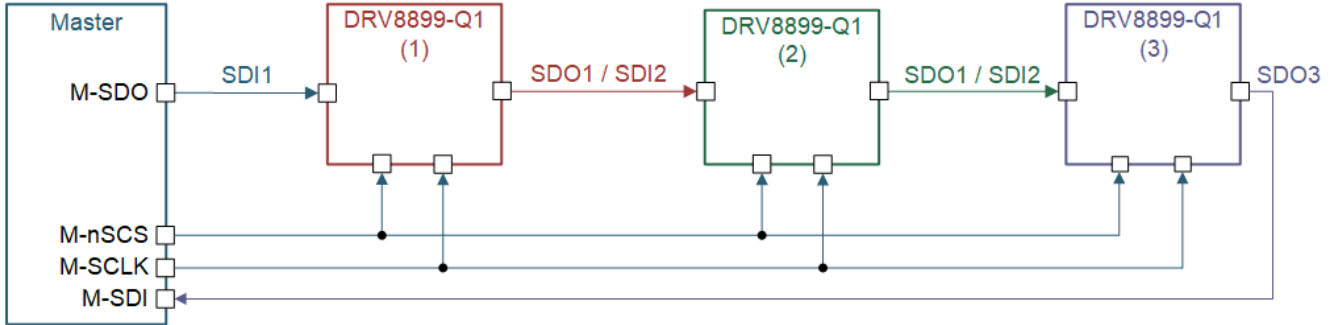 Master
DRV8899-Q1
(1)
DRV8899-Q1
(2)
DRV8899-Q1
(3)
M-SDO
SDI1
SDO1 / SDI2
SDO1 / SDI2
SDO3
M-nSCS
M-SCLK
M-SDI